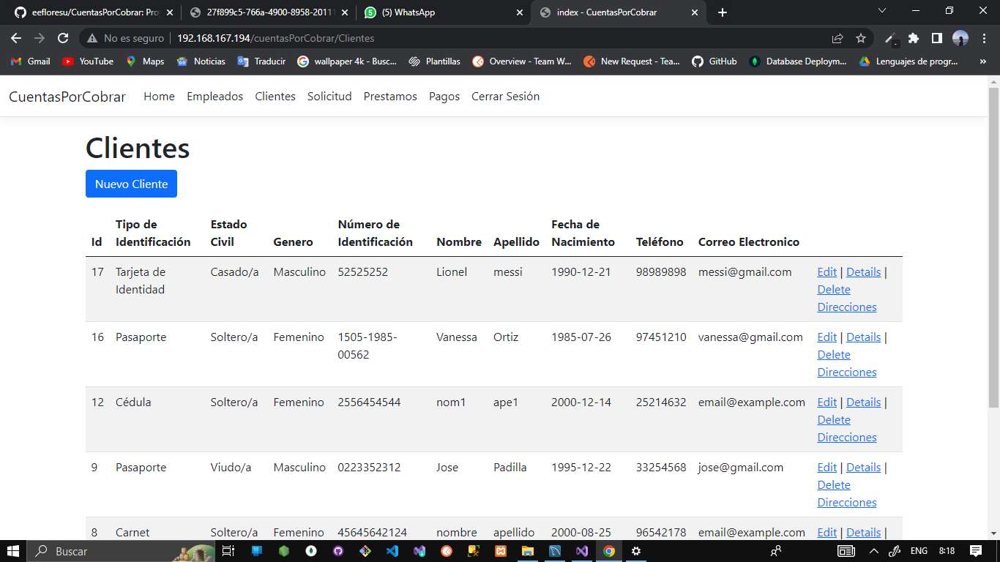 eefloresu/CuentasPorCobrar: Pro
27f899c5-766a-4900-8958-20111
(5) WhatsApp
index - CuentasPorCobrar
No es seguro
192.168.167.194/cuentasPorCobrar/Clientes
Gmail YouTube Maps Noticias Traducir wallpaper 4k - Busc... Plantillas Overview - Team W... New Request - Tea... GitHub Database Deploym... Lenguajes de progr... »
CuentasPorCobrar Home Empleados Clientes Solicitud Prestamos Pagos Cerrar Sesión
Clientes
Nuevo Cliente
Tipo de Estado Número de Fecha de
Id Identificación Civil Genero Identificación Nombre Apellido Nacimiento Teléfono Correo Electronico
17 Tarjeta de Casado/a Masculino 52525252 Lionel messi 1990-12-21 98989898 messi@gmail.com Edit | Details |
Identidad Delete
Direcciones
16 Pasaporte Soltero/a Femenino 1505-1985- Vanessa Ortiz 1985-07-26 97451210 vanessa@gmail.com Edit | Details |
00562 Delete
Direcciones
12 Cédula Soltero/a Femenino 2556454544 nom1 ape1 2000-12-14 25214632 email@example.com Edit | Details |
Delete
Direcciones
9 Pasaporte Viudo/a Masculino 0223352312 Jose Padilla 1995-12-22 33254568 jose@gmail.com Edit | Details |
Delete
Direcciones
8 Carnet Soltero/a Femenino 45645642124 nombre apellido 2000-08-25 96542178 email@example.com Edit | Details |
Buscar ENG 8:18